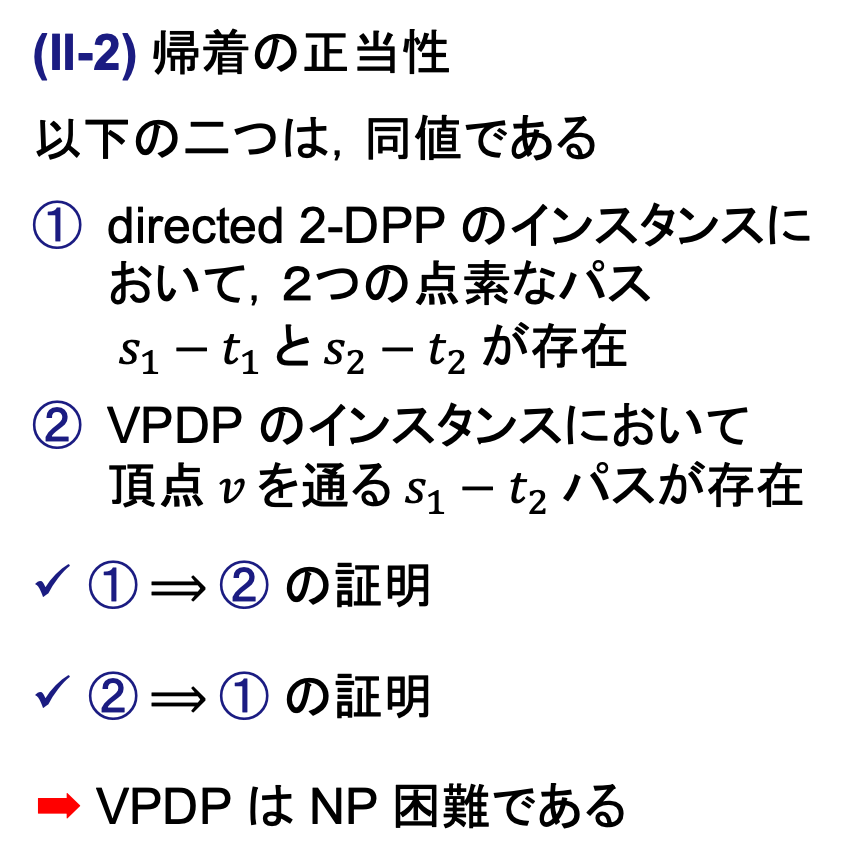 (II-2) 帰着の正当性
以下の二つは，同値である
① directed 2-DPP のインスタンスに
おいて，２つの点素なパス
s₁ − t₁ と s₂ − t₂ が存在
② VPDP のインスタンスにおいて
頂点 v を通る s₁ − t₂ パスが存在
✓ ① ⟹ ② の証明
✓ ② ⟹ ① の証明
➡ VPDP は NP 困難である